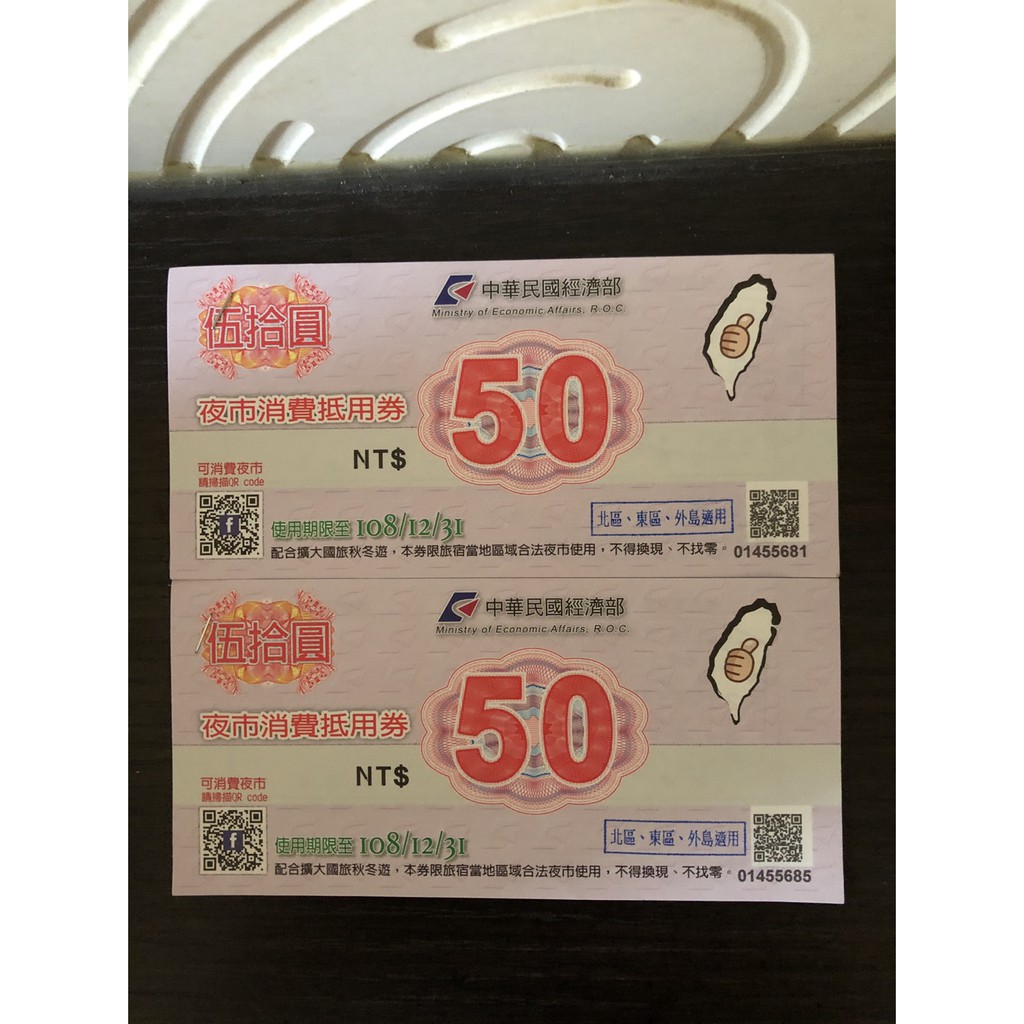 中華民國經濟部
Ministry of Economic Affairs, R.O.C.
伍拾圓
50
夜市消費抵用券
NT$
可消費夜市
請掃描QR code
f
使用期限至 108/12/31
北區、東區、外島適用
配合擴大國旅秋冬遊，本券限旅宿當地區域合法夜市使用，不得換現、不找零。 01455681
中華民國經濟部
Ministry of Economic Affairs, R.O.C.
伍拾圓
50
夜市消費抵用券
NT$
可消費夜市
請掃描QR code
f
使用期限至 108/12/31
北區、東區、外島適用
配合擴大國旅秋冬遊，本券限旅宿當地區域合法夜市使用，不得換現、不找零。 01455685